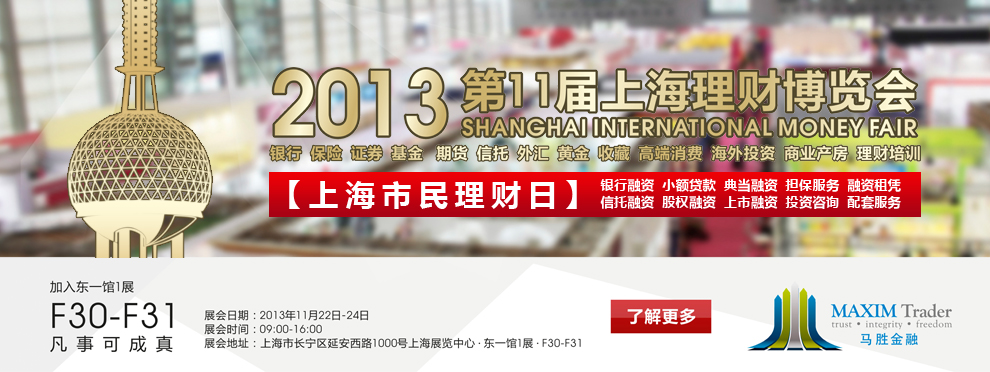 2013 第11届上海理财博览会
SHANGHAI INTERNATIONAL MONEY FAIR
银行 保险 证券 基金 期货 信托 外汇 黄金 收藏 高端消费 海外投资 商业产房 理财培训
【上海市民理财日】
银行融资 小额贷款 典当融资 担保服务 融资租凭
信托融资 股权融资 上市融资 投资咨询 配套服务
加入东一馆1展
F30-F31
凡事可成真
展会日期：2013年11月22日-24日
展会时间：09:00-16:00
展会地址：上海市长宁区延安西路1000号上海展览中心·东一馆1展·F30-F31
了解更多
MAXIM Trader
trust • integrity • freedom
马胜金融